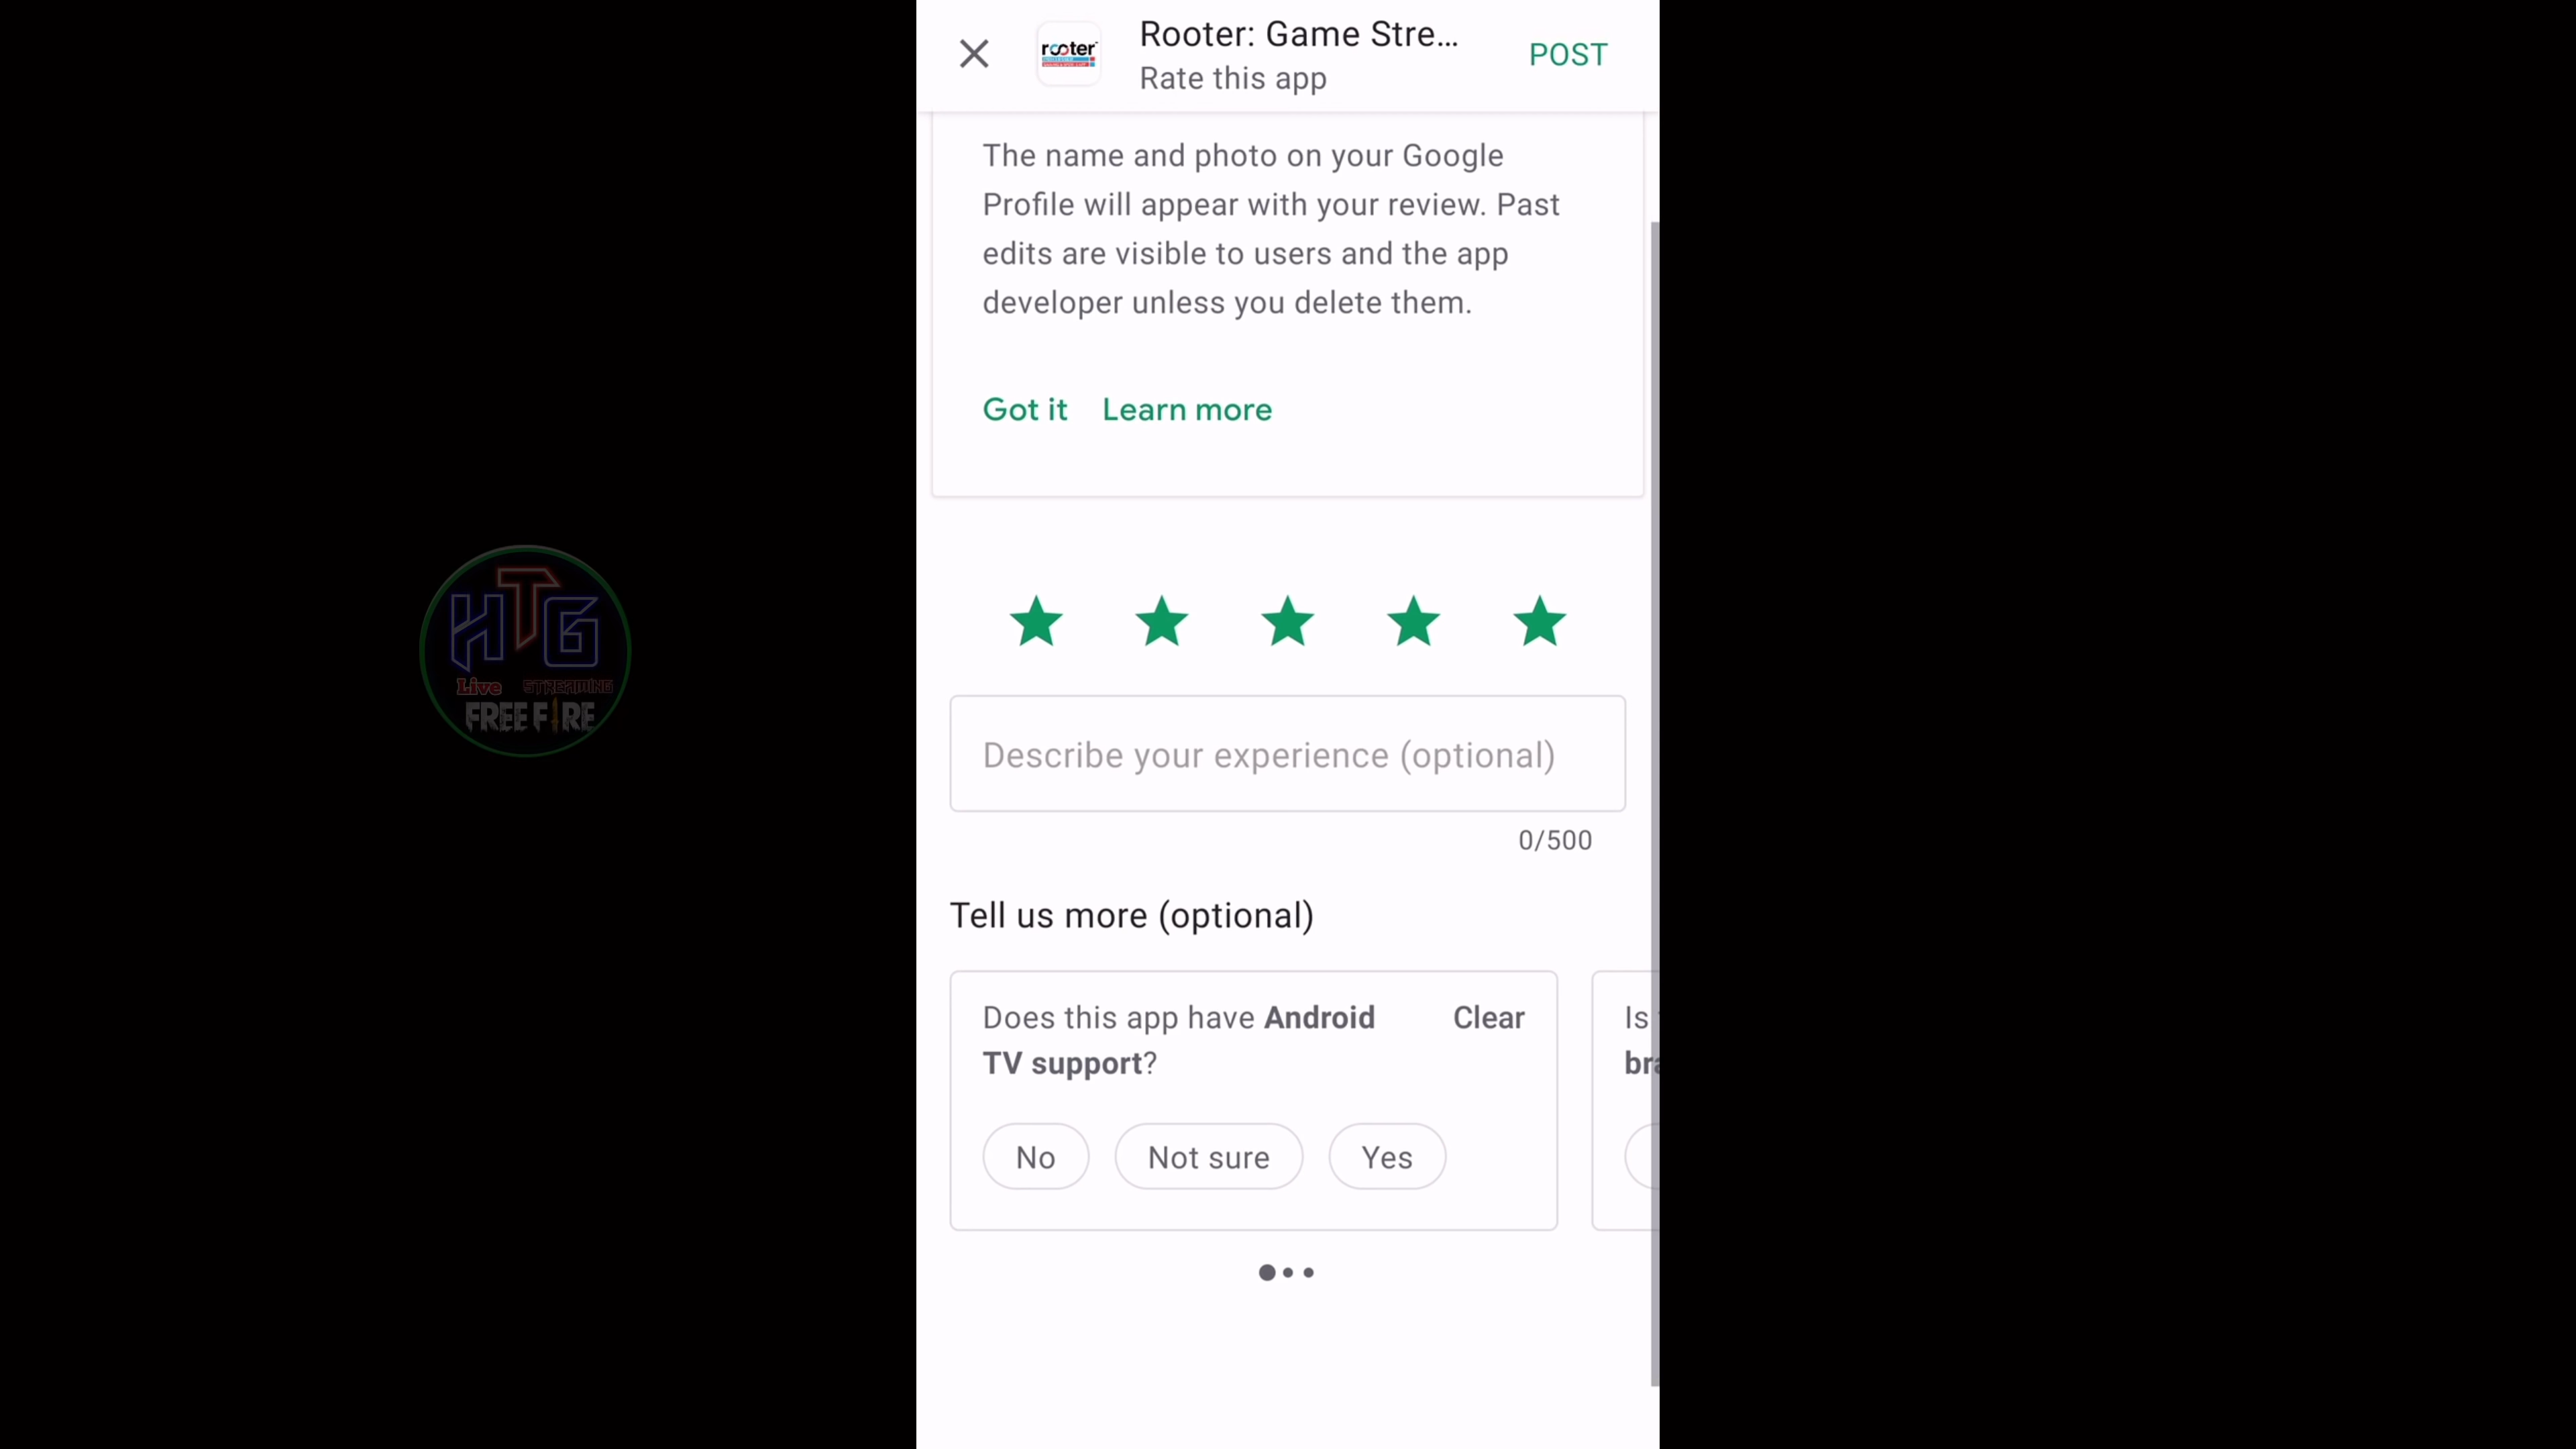 Rooter: Game Stre...
Rate this app
POST
rooter
The name and photo on your Google
Profile will appear with your review. Past
edits are visible to users and the app
developer unless you delete them.
Got it Learn more
HTG
Live STREAMING
FREE FIRE
Describe your experience (optional)
0/500
Tell us more (optional)
Does this app have Android
TV support?
Clear
No Not sure Yes
Is